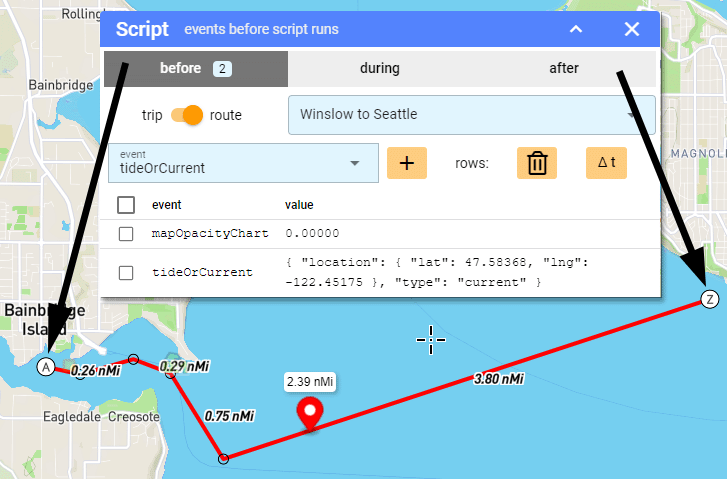 Rolling
Script events before script runs
Bainbridge
before 2 during after
trip route Winslow to Seattle
event
tideOrCurrent
+ rows: Δ t
MAGNOL
event value
mapOpacityChart 0.00000
tideOrCurrent { "location": { "lat": 47.58368, "lng":
-122.45175 }, "type": "current" }
Bainbridge
Island
Z
A
0.26 nMi
0.29 nMi
2.39 nMi
3.80 nMi
0.75 nMi
Eagledale Creosote